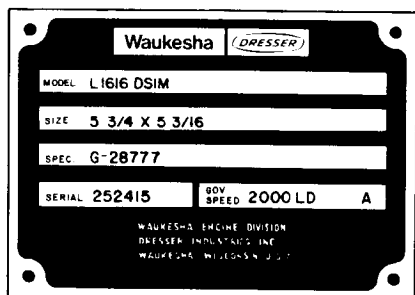 Waukesha DRESSER
MODEL L1616 DSIM
SIZE 5 3/4 X 5 3/16
SPEC. G-28777
SERIAL 252415 GOV SPEED 2000 LD A
WAUKESHA ENGINE DIVISION
DRESSER INDUSTRIES INC
WAUKESHA WISCONSIN U.S.A.